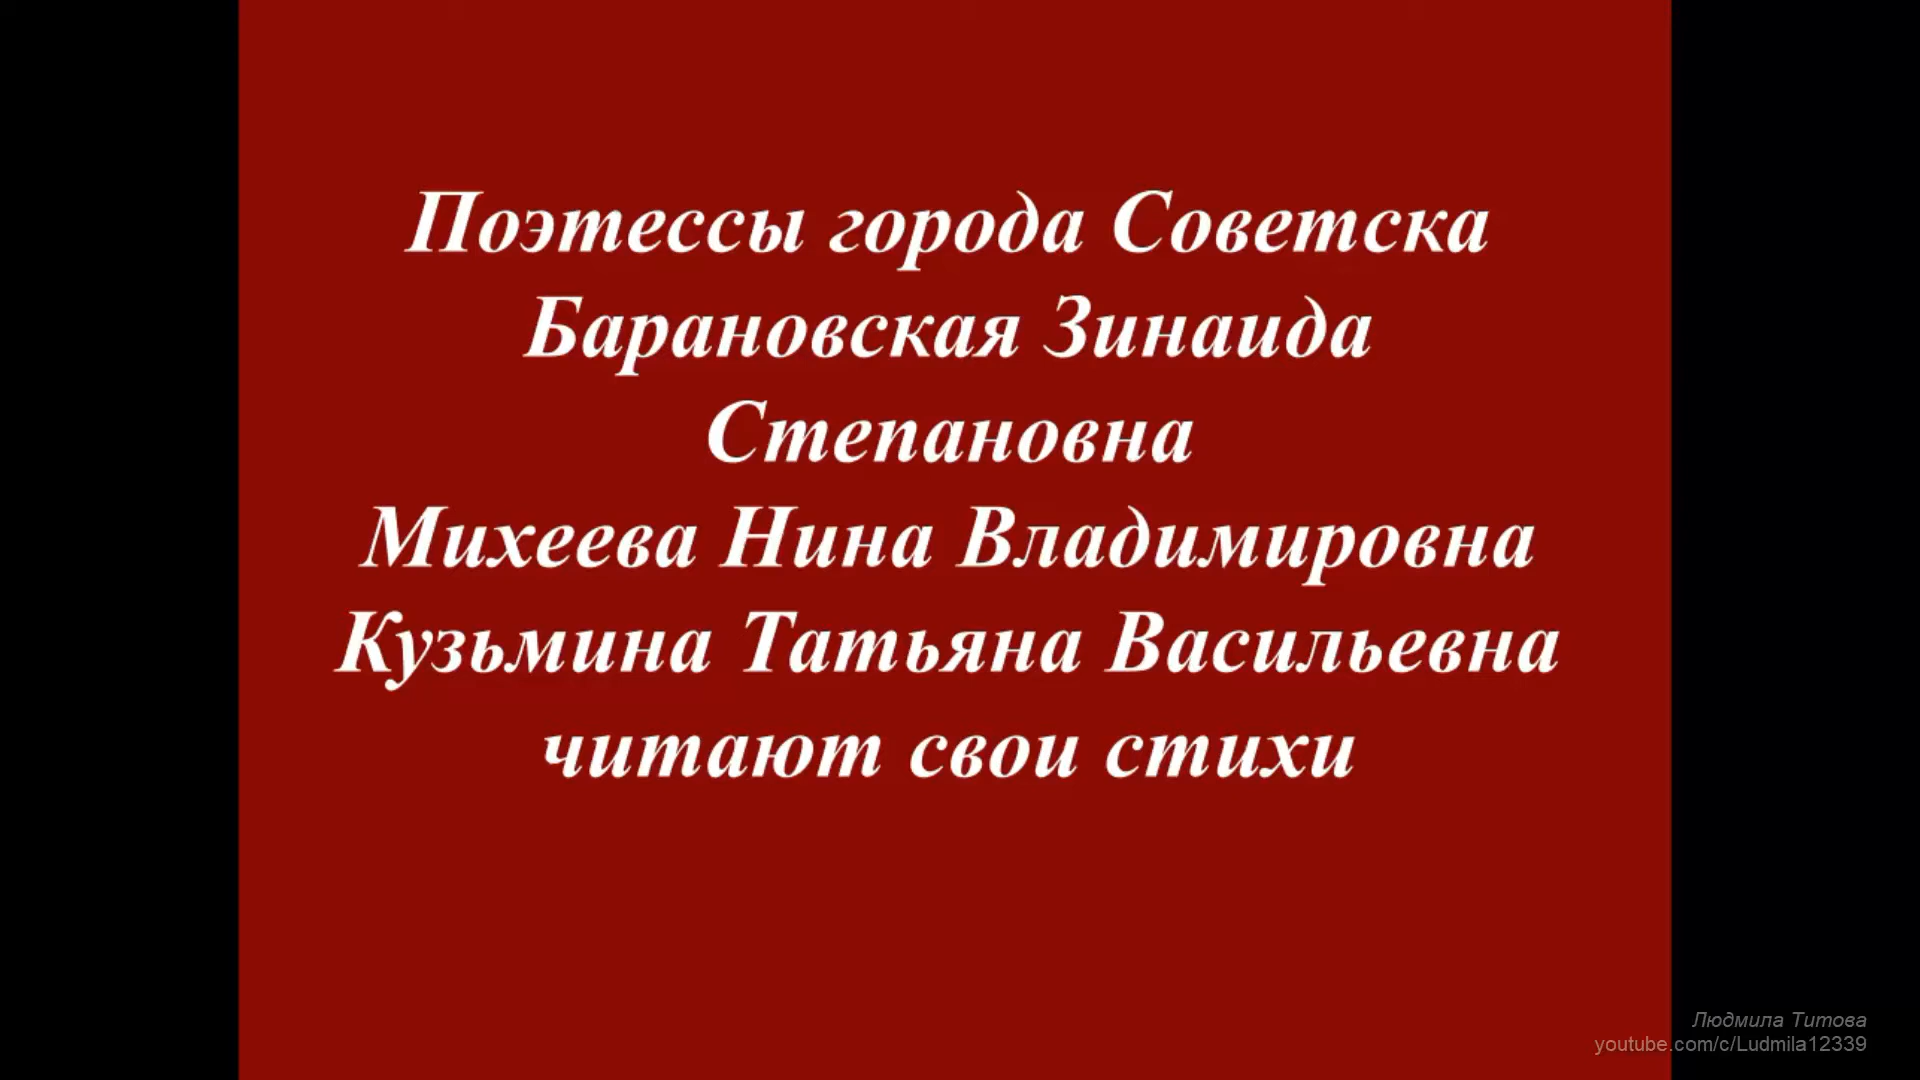 Поэтессы города Советска
Барановская Зинаида
Степановна
Михеева Нина Владимировна
Кузьмина Татьяна Васильевна
читают свои стихи
Людмила Титова
youtube.com/c/Ludmila12339